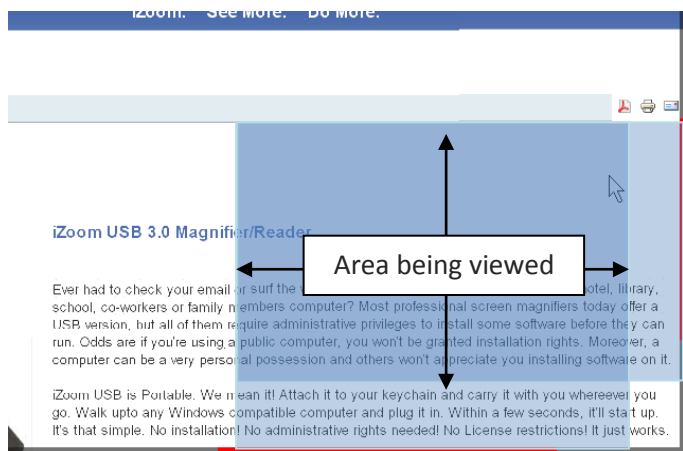 iZoom. See More. Do More.
iZoom USB 3.0 Magnifier/Reader
Area being viewed
Ever had to check your email or surf the library,
school, co-workers or family members computer? Most professional screen magnifiers today offer a
USB version, but all of them require administrative privileges to install some software before they can
run. Odds are if you're using a public computer, you won't be granted installation rights. Moreover, a
computer can be a very personal possession and others won't appreciate you installing software on it.
iZoom USB is Portable. We mean it! Attach it to your keychain and carry it with you whereever you
go. Walk upto any Windows compatible computer and plug it in. Within a few seconds, it'll start up.
It's that simple. No installation! No administrative rights needed! No License restrictions! It just works.